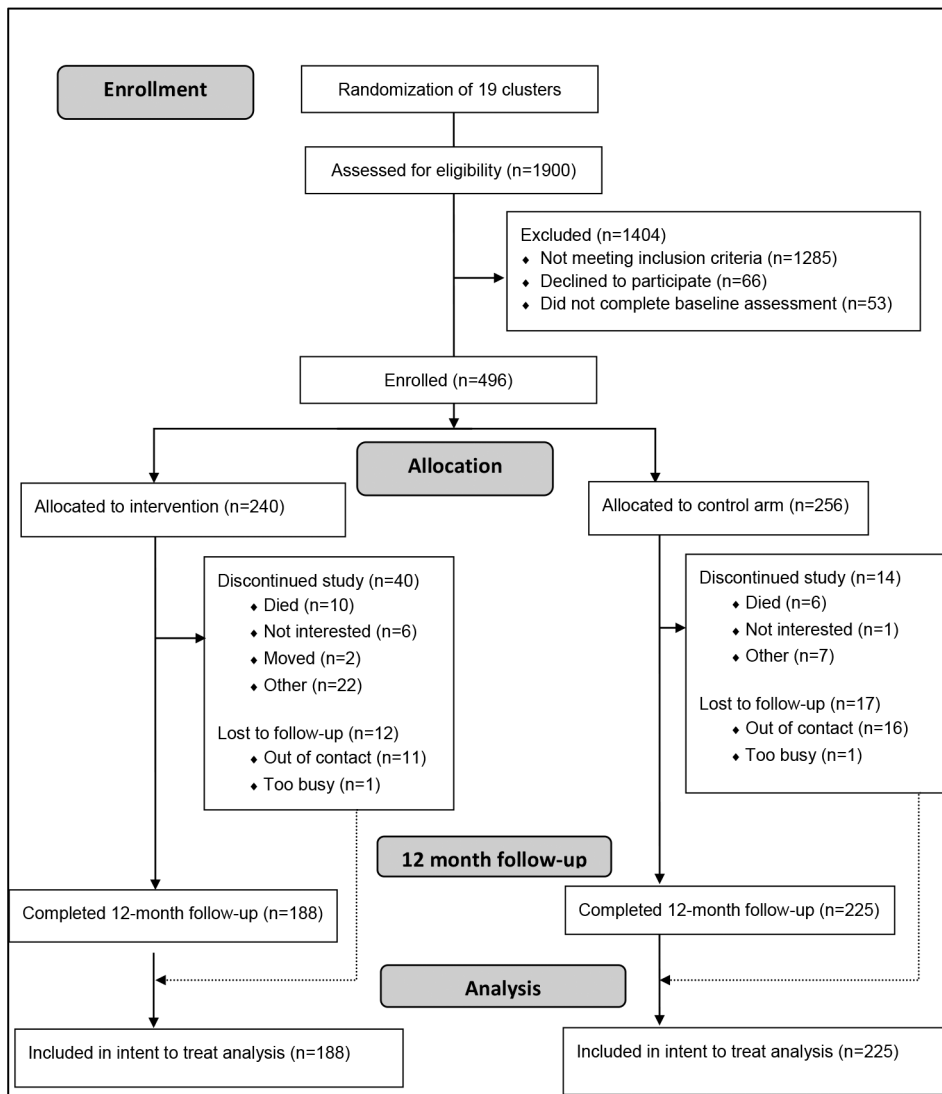 Enrollment
Randomization of 19 clusters
Assessed for eligibility (n=1900)
Excluded (n=1404)
♦ Not meeting inclusion criteria (n=1285)
♦ Declined to participate (n=66)
♦ Did not complete baseline assessment (n=53)
Enrolled (n=496)
Allocation
Allocated to intervention (n=240)
Discontinued study (n=40)
♦ Died (n=10)
♦ Not interested (n=6)
♦ Moved (n=2)
♦ Other (n=22)
Lost to follow-up (n=12)
♦ Out of contact (n=11)
♦ Too busy (n=1)
Allocated to control arm (n=256)
Discontinued study (n=14)
♦ Died (n=6)
♦ Not interested (n=1)
♦ Other (n=7)
Lost to follow-up (n=17)
♦ Out of contact (n=16)
♦ Too busy (n=1)
12 month follow-up
Completed 12-month follow-up (n=188)
Completed 12-month follow-up (n=225)
Analysis
Included in intent to treat analysis (n=188)
Included in intent to treat analysis (n=225)